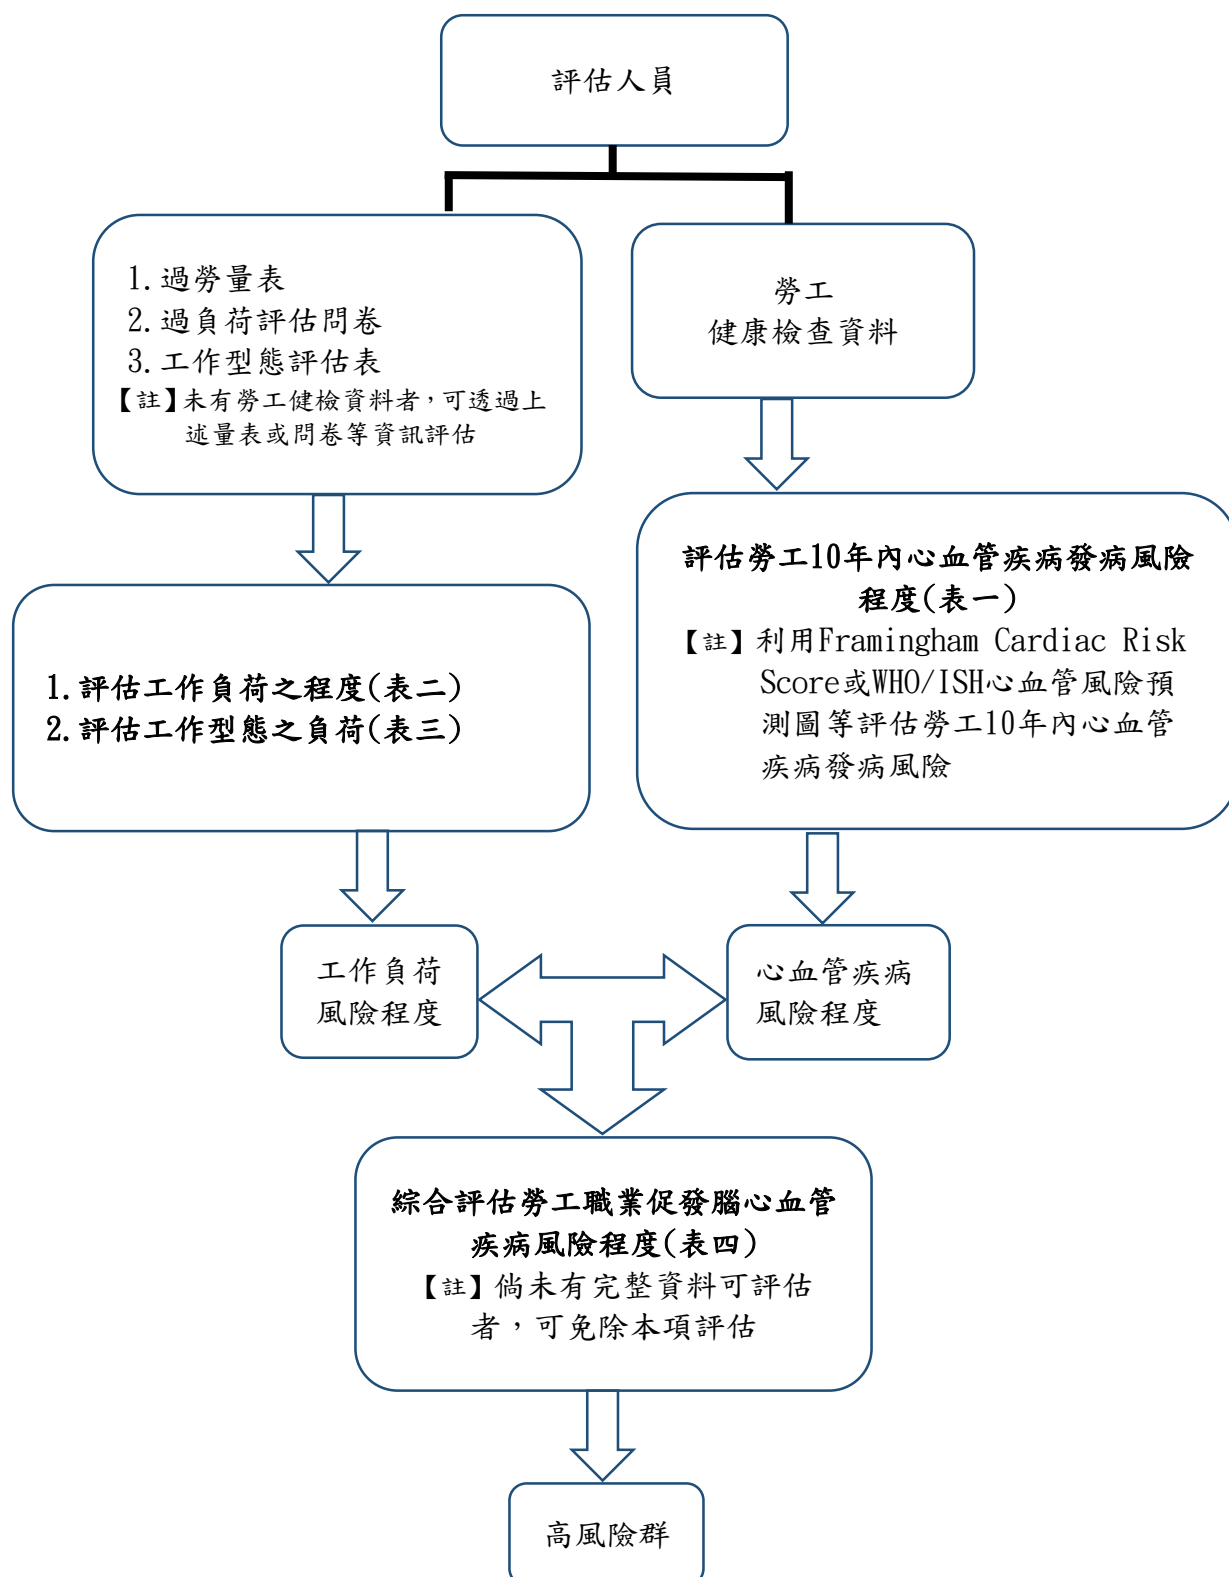 評估人員
1.過勞量表
2.過負荷評估問卷
3.工作型態評估表
【註】未有勞工健檢資料者，可透過上
述量表或問卷等資訊評估
勞工
健康檢查資料
1.評估工作負荷之程度(表二)
2.評估工作型態之負荷(表三)
評估勞工10年內心血管疾病發病風險
程度(表一)
【註】利用Framingham Cardiac Risk
Score或WHO/ISH心血管風險預
測圖等評估勞工10年內心血管
疾病發病風險
工作負荷
風險程度
心血管疾病
風險程度
綜合評估勞工職業促發腦心血管
疾病風險程度(表四)
【註】倘未有完整資料可評估
者，可免除本項評估
高風險群